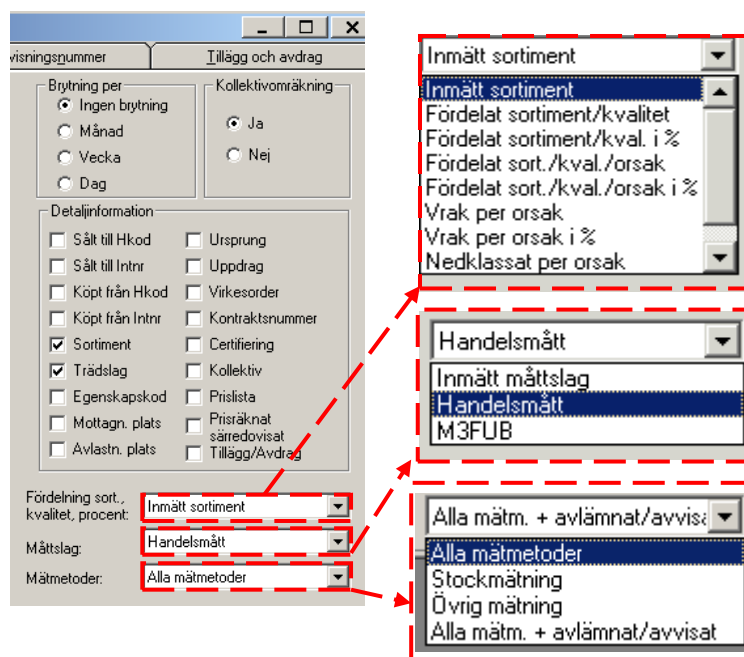 visningsnummer
Tillägg och avdrag
Brytning per
Ingen brytning
Månad
Vecka
Dag
Kollektivomräkning
Ja
Nej
Detaljinformation
Sålt till Hkod
Sålt till Intnr
Köpt från Hkod
Köpt från Intnr
Sortiment
Trädslag
Egenskapskod
Mottagn. plats
Avlastn. plats
Ursprung
Uppdrag
Virkesorder
Kontraktsnummer
Certifiering
Kollektiv
Prislista
Prisräknat
särredovisat
Tillägg/Avdrag
Fördelning sort.,
kvalitet, procent: Inmätt sortiment
Måttslag: Handelsmått
Mätmetoder: Alla mätmetoder
Inmätt sortiment
Inmätt sortiment
Fördelat sortiment/kvalitet
Fördelat sortiment/kval. i %
Fördelat sort./kval./orsak
Fördelat sort./kval./orsak i %
Vrak per orsak
Vrak per orsak i %
Nedklassat per orsak
Handelsmått
Inmätt måttslag
Handelsmått
M3FUB
Alla mätm. + avlämnat/avvisa
Alla mätmetoder
Stockmätning
Övrig mätning
Alla mätm. + avlämnat/avvisat